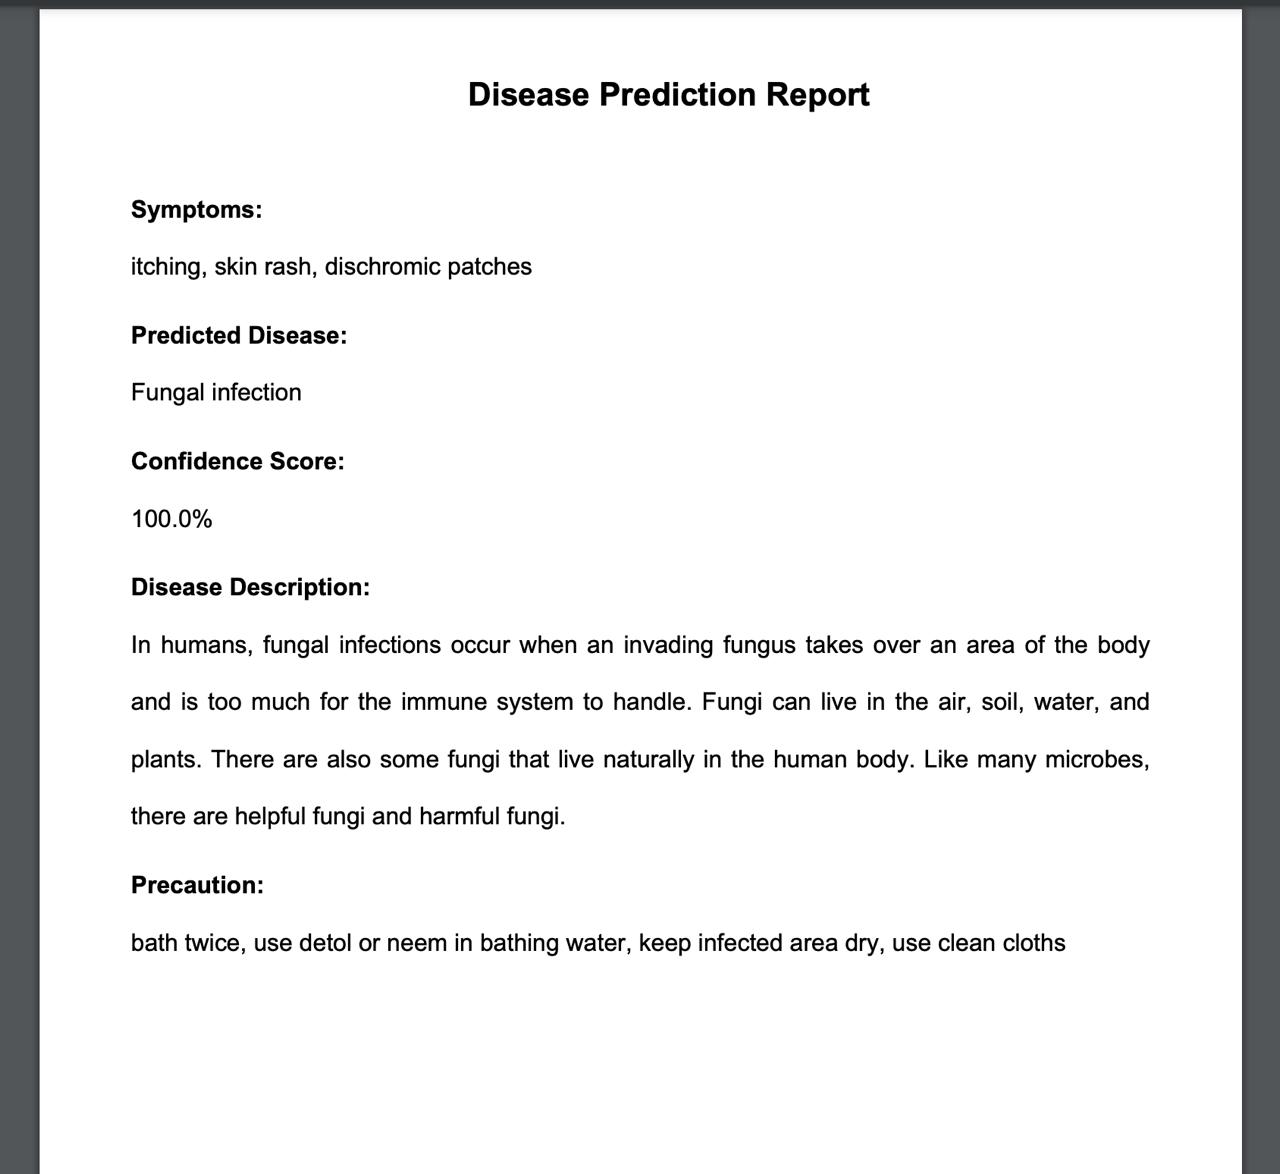 Disease Prediction Report
Symptoms:
itching, skin rash, dischromic patches
Predicted Disease:
Fungal infection
Confidence Score:
100.0%
Disease Description:
In humans, fungal infections occur when an invading fungus takes over an area of the body
and is too much for the immune system to handle. Fungi can live in the air, soil, water, and
plants. There are also some fungi that live naturally in the human body. Like many microbes,
there are helpful fungi and harmful fungi.
Precaution:
bath twice, use detol or neem in bathing water, keep infected area dry, use clean cloths